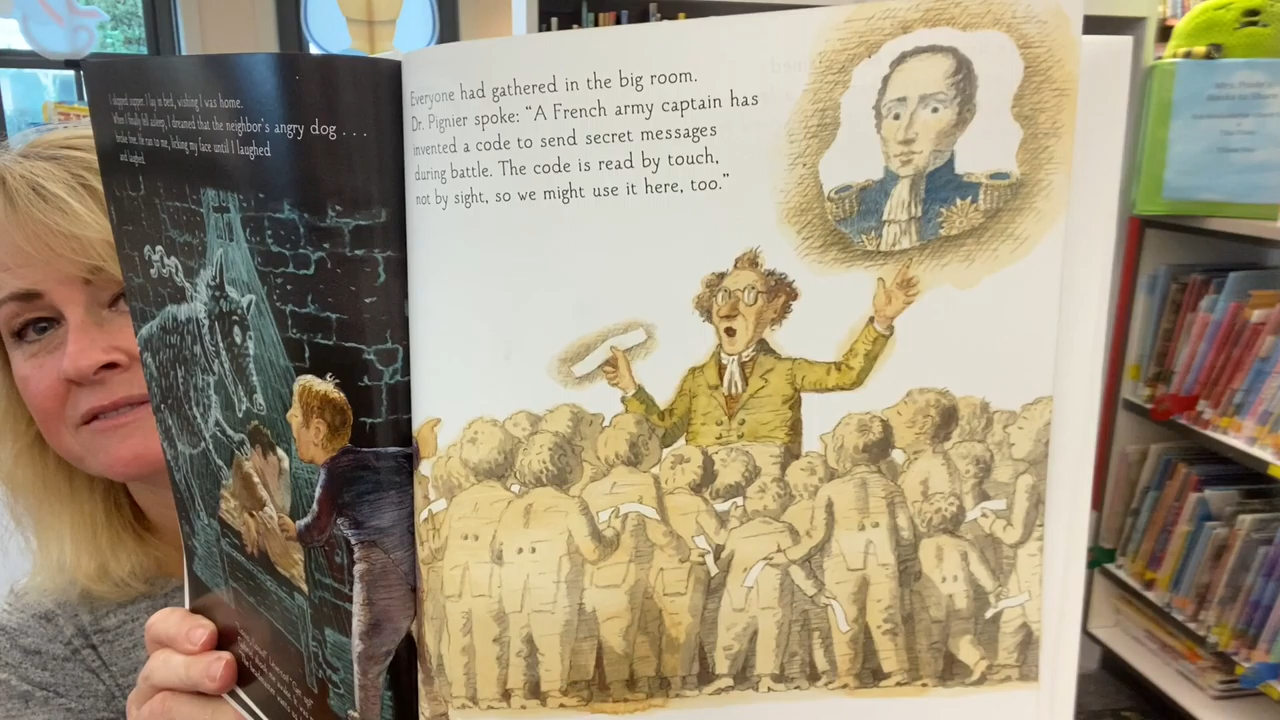 I skipped supper. I lay in bed, wishing I was home.
When I finally fell asleep, I dreamed that the neighbor's angry dog . . .
broke free. He ran to me, licking my face until I laughed
and laughed.
Everyone had gathered in the big room.
Dr. Pignier spoke: "A French army captain has
invented a code to send secret messages
during battle. The code is read by touch,
not by sight, so we might use it here, too."